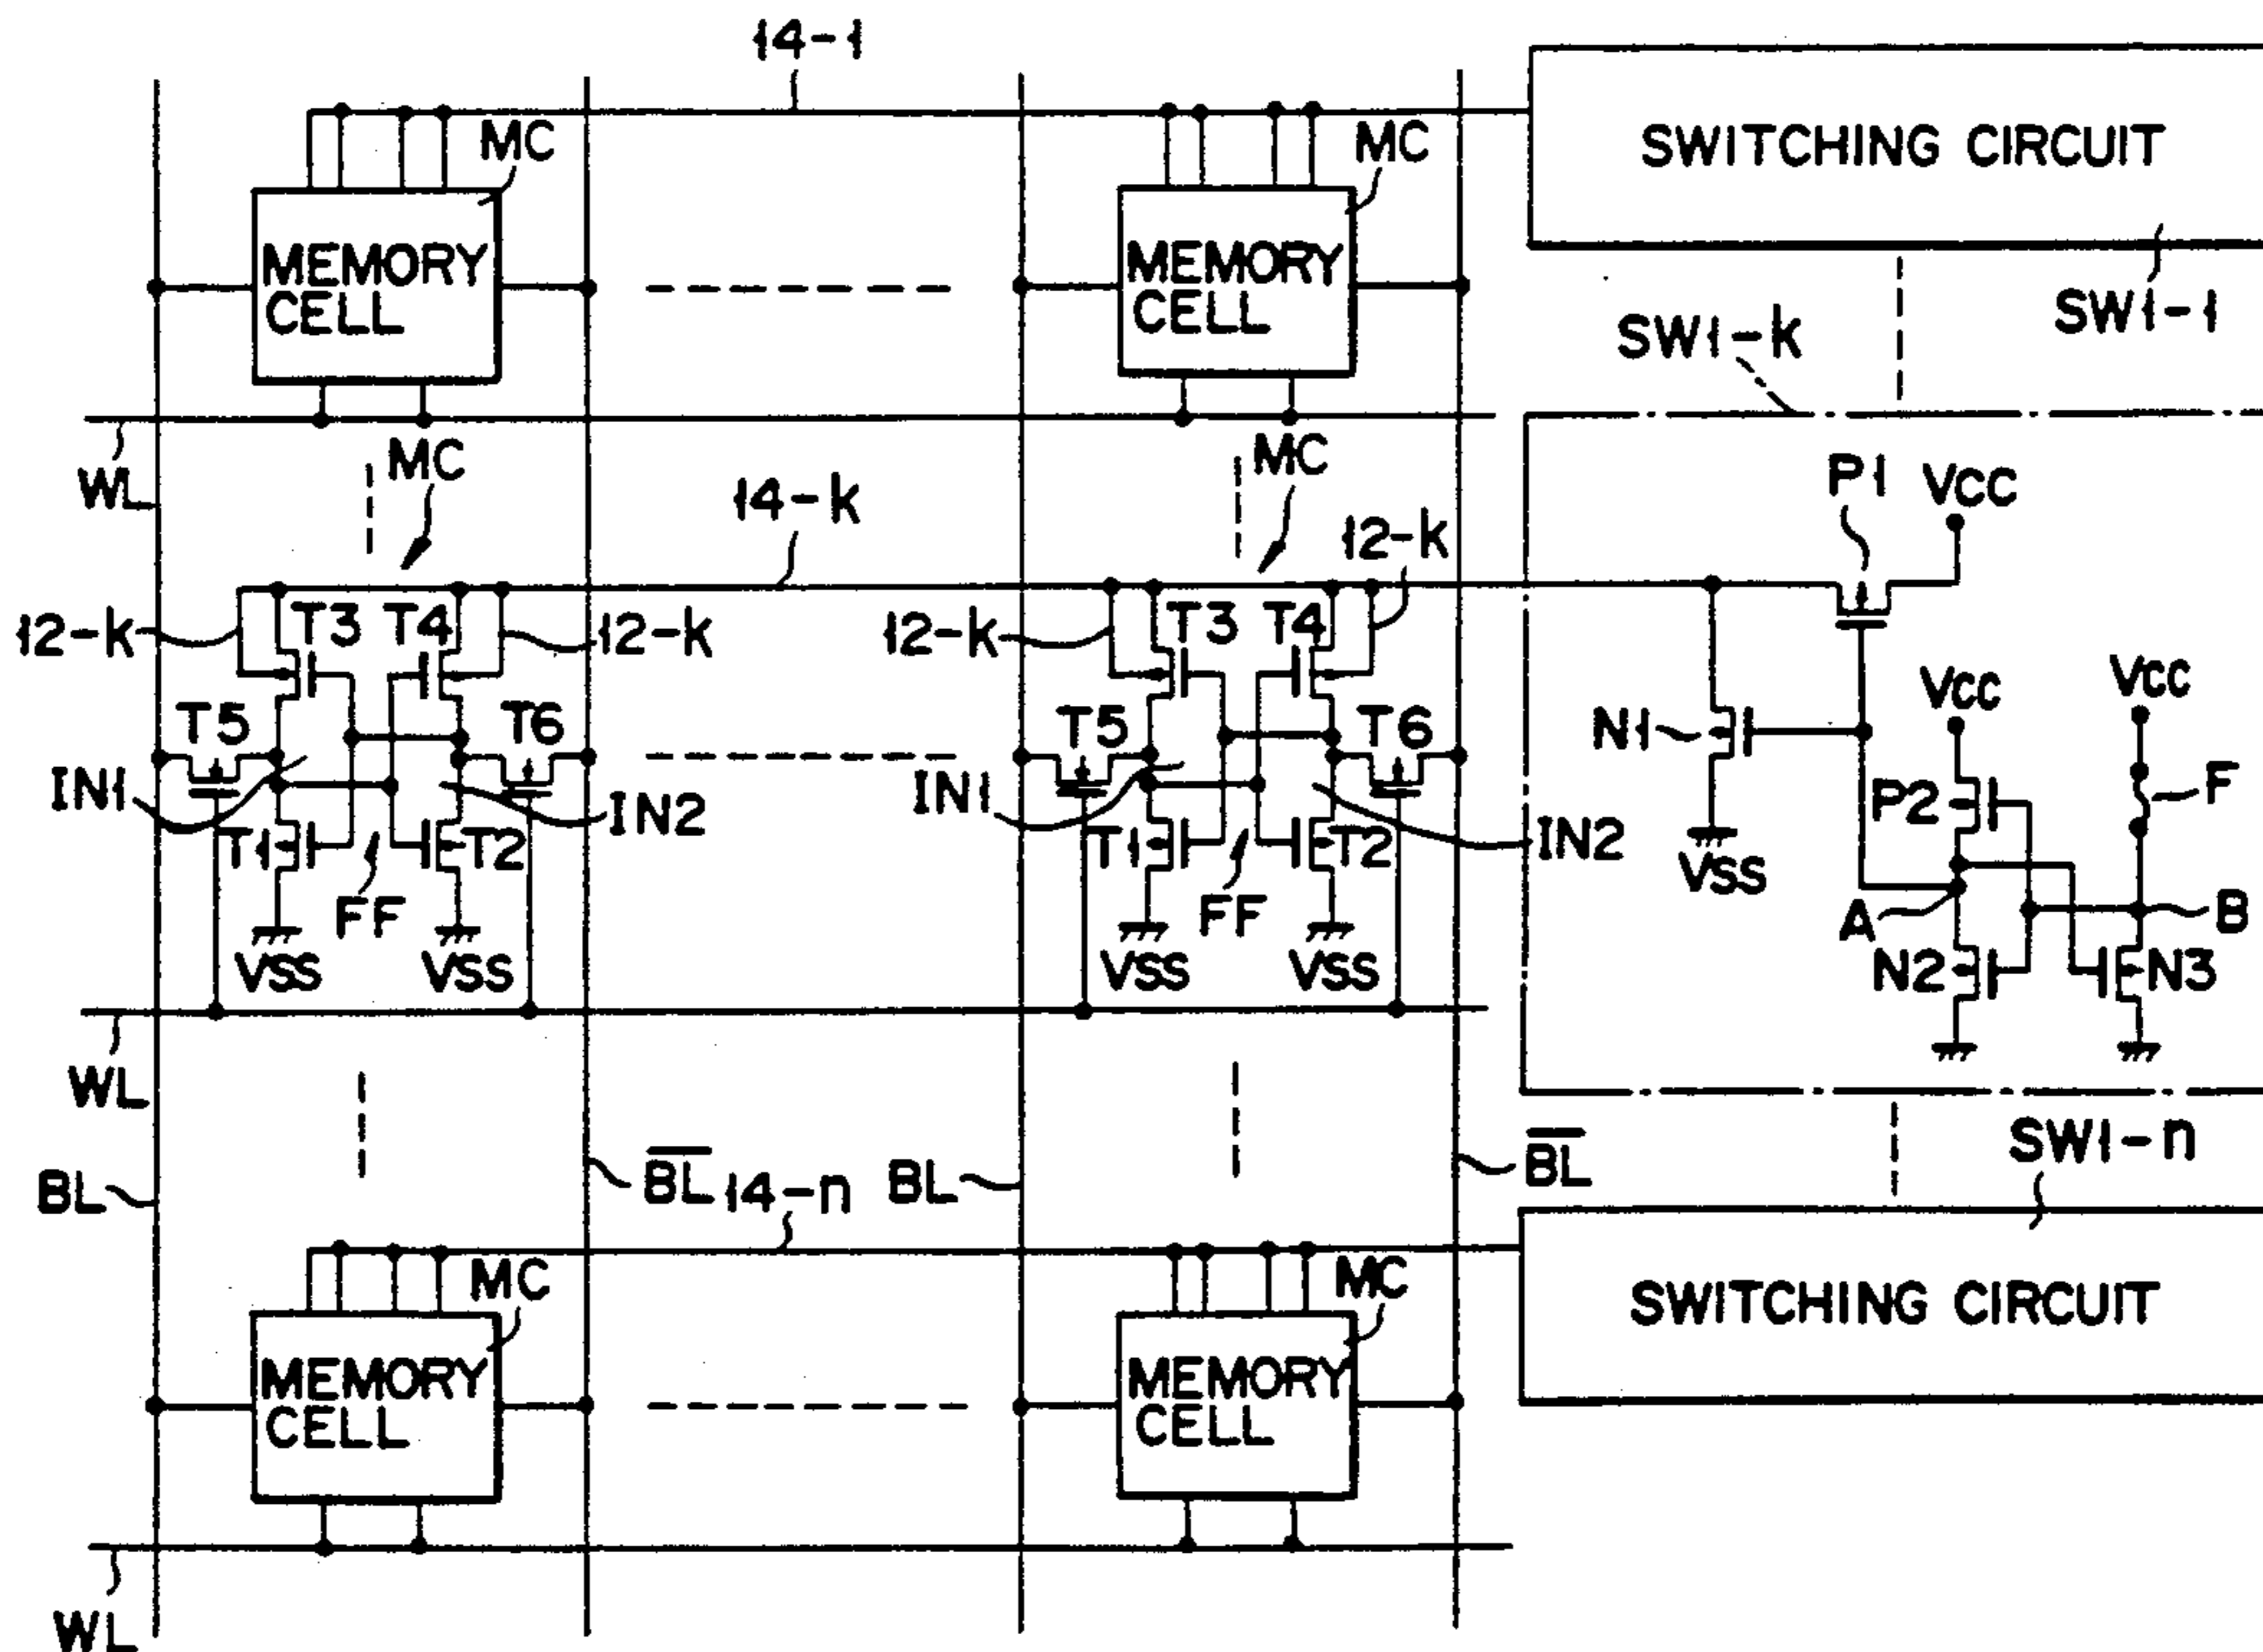 14-1
MC
MC
SWITCHING CIRCUIT
MEMORY
CELL
MEMORY
CELL
SW1-1
SW1-k
WL
MC
MC
14-k
12-k
P1
VCC
12-k
T3
T4
12-k
12-k
T3
T4
VCC
VCC
T5
T6
T5
T6
N1
IN1
IN2
IN1
IN2
P2
F
T1
T2
T1
T2
VSS
FF
FF
A
B
VSS
VSS
VSS
VSS
N2
N3
WL
SW1-n
BL
BL
14-n
BL
BL
MC
MC
SWITCHING CIRCUIT
MEMORY
CELL
MEMORY
CELL
WL